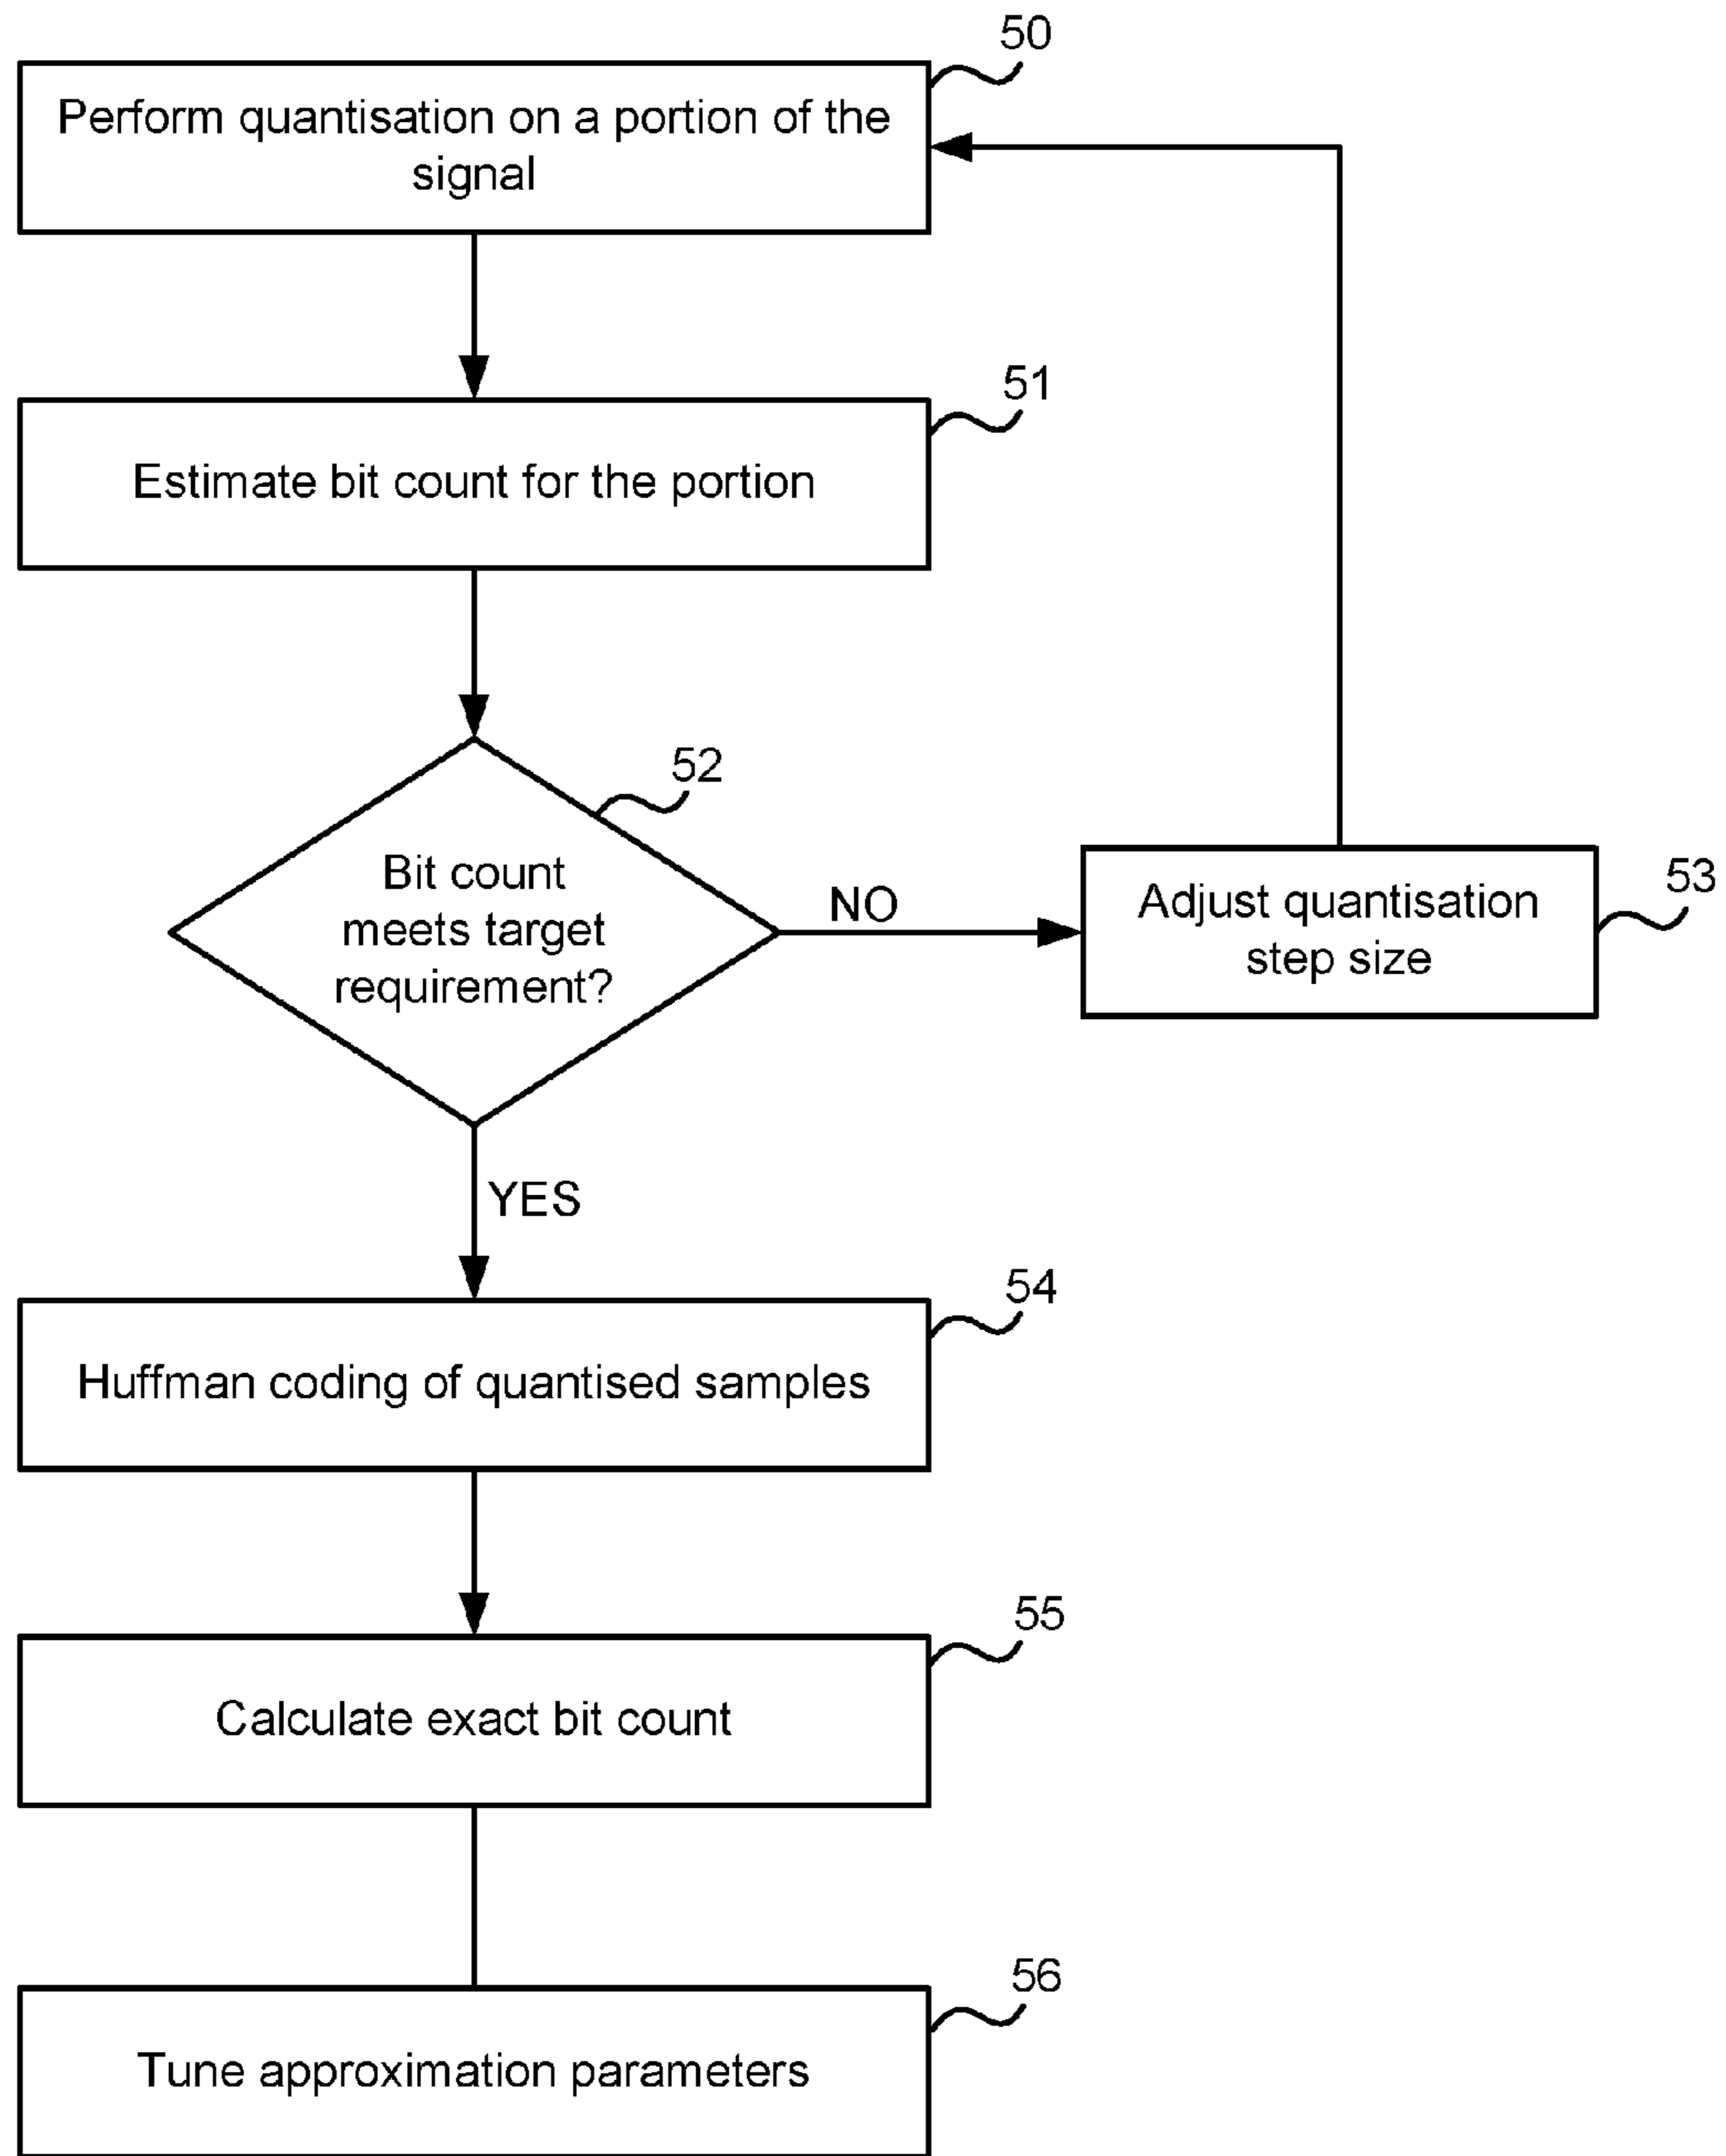 50
Perform quantisation on a portion of the
signal
51
Estimate bit count for the portion
52
Bit count
meets target
requirement?
NO
53
Adjust quantisation
step size
YES
54
Huffman coding of quantised samples
55
Calculate exact bit count
56
Tune approximation parameters